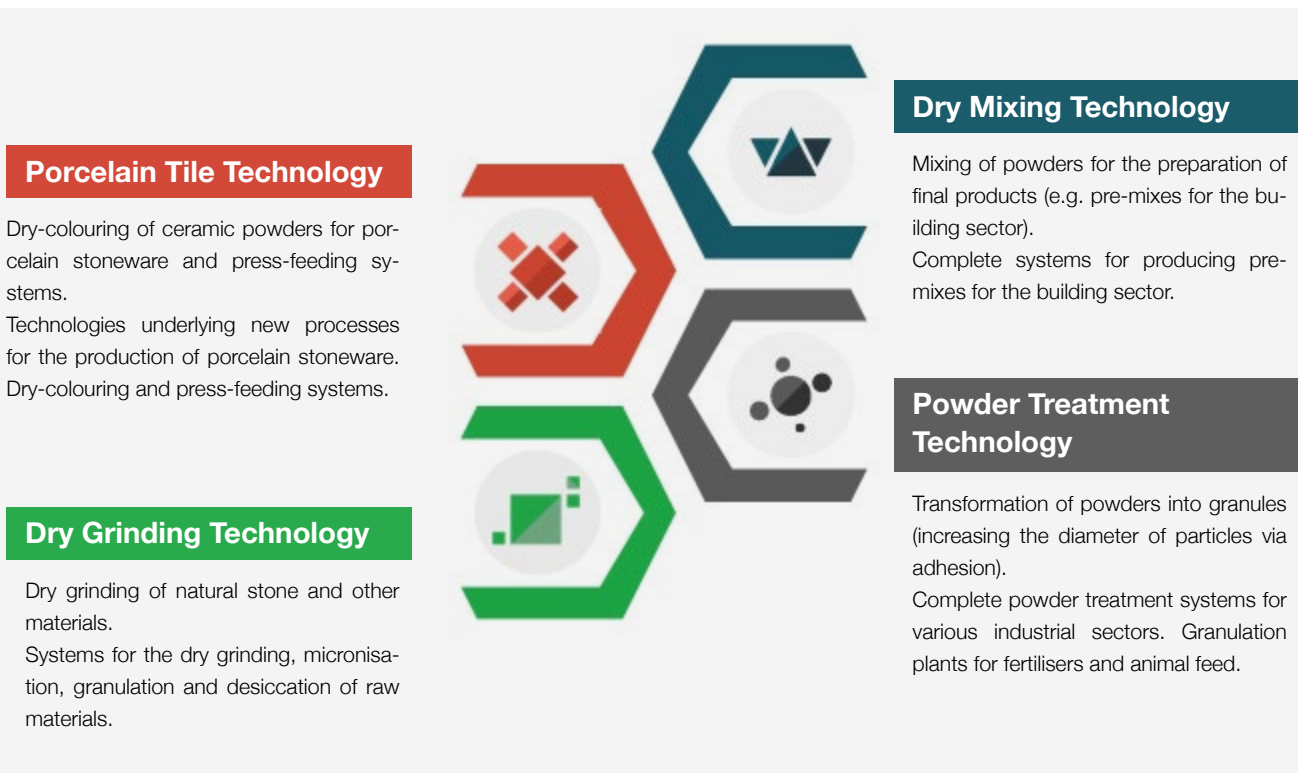 Porcelain Tile Technology
Dry-colouring of ceramic powders for por-
celain stoneware and press-feeding sy-
stems.
Technologies underlying new processes
for the production of porcelain stoneware.
Dry-colouring and press-feeding systems.
Dry Grinding Technology
Dry grinding of natural stone and other
materials.
Systems for the dry grinding, micronisa-
tion, granulation and desiccation of raw
materials.
Dry Mixing Technology
Mixing of powders for the preparation of
final products (e.g. pre-mixes for the bu-
ilding sector).
Complete systems for producing pre-
mixes for the building sector.
Powder Treatment
Technology
Transformation of powders into granules
(increasing the diameter of particles via
adhesion).
Complete powder treatment systems for
various industrial sectors. Granulation
plants for fertilisers and animal feed.